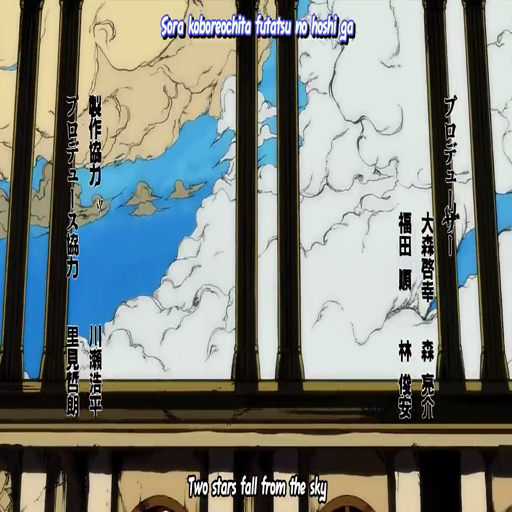 Sora koboreochita futatsu no hoshi ga
プロデューサー
大森啓幸 森亮介
福田順 林俊安
製作協力 川瀬浩平
プロデュース協力 里見哲朗
Two stars fall from the sky